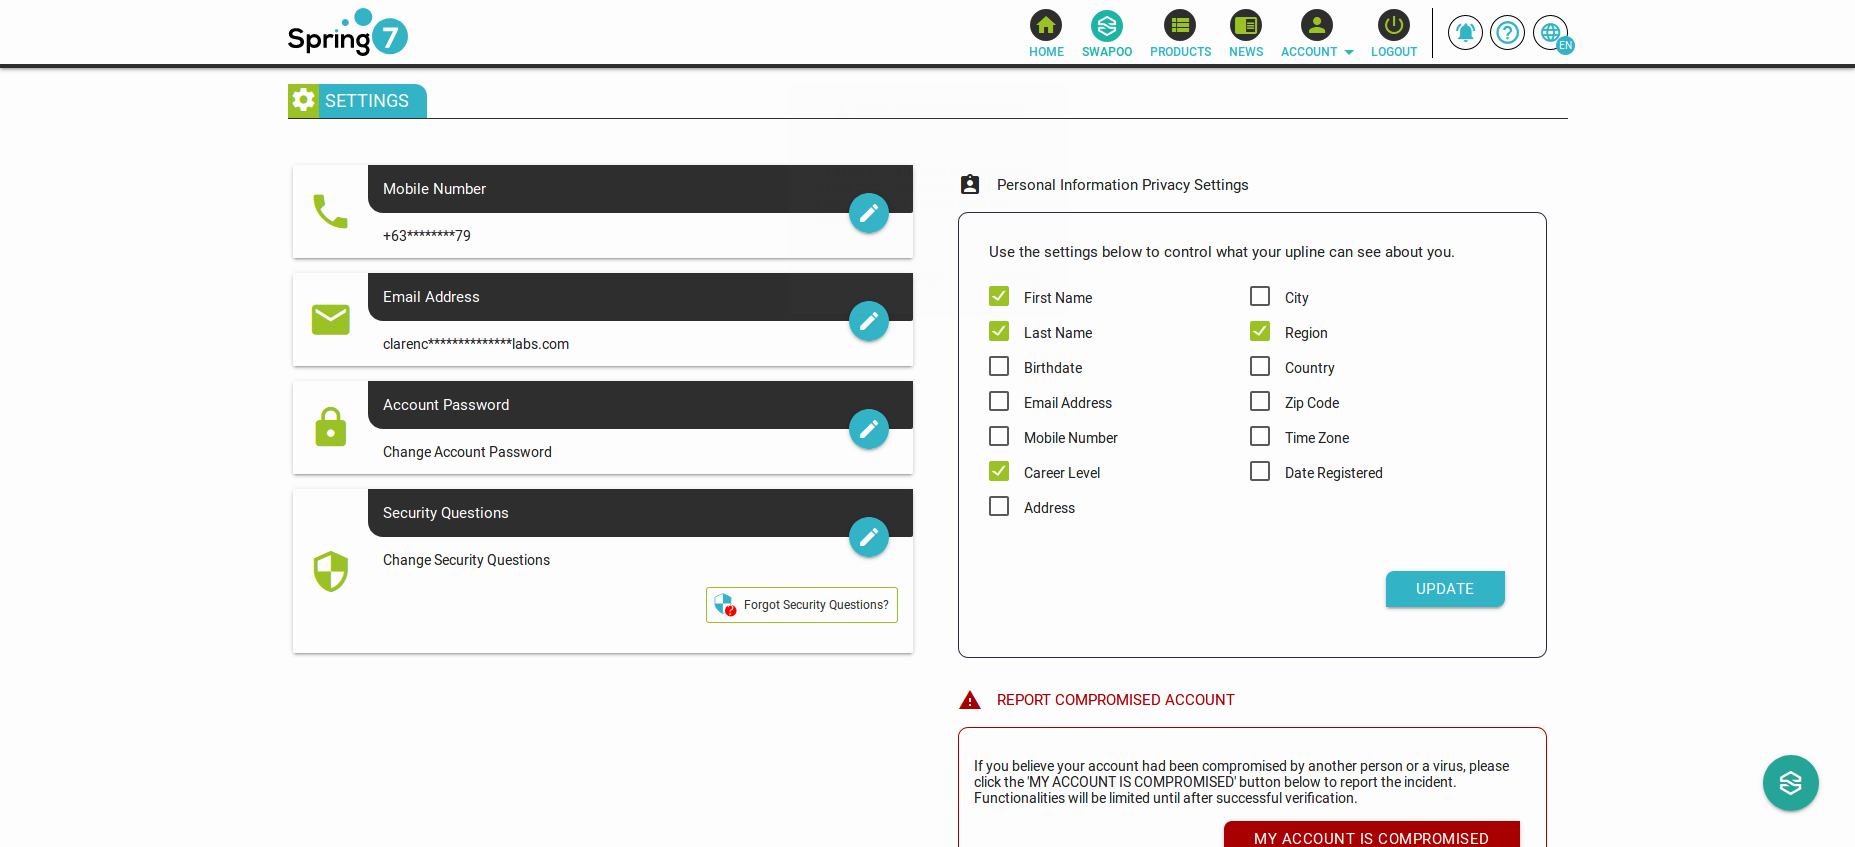 Spring 7
HOME
SWAPOO
PRODUCTS
NEWS
ACCOUNT
LOGOUT
EN
SETTINGS
Mobile Number
+63********79
Email Address
clarenc**************labs.com
Account Password
Change Account Password
Security Questions
Change Security Questions
? Forgot Security Questions?
Personal Information Privacy Settings
Use the settings below to control what your upline can see about you.
First Name
Last Name
Birthdate
Email Address
Mobile Number
Career Level
Address
City
Region
Country
Zip Code
Time Zone
Date Registered
UPDATE
REPORT COMPROMISED ACCOUNT
If you believe your account had been compromised by another person or a virus, please
click the 'MY ACCOUNT IS COMPROMISED' button below to report the incident.
Functionalities will be limited until after successful verification.
MY ACCOUNT IS COMPROMISED